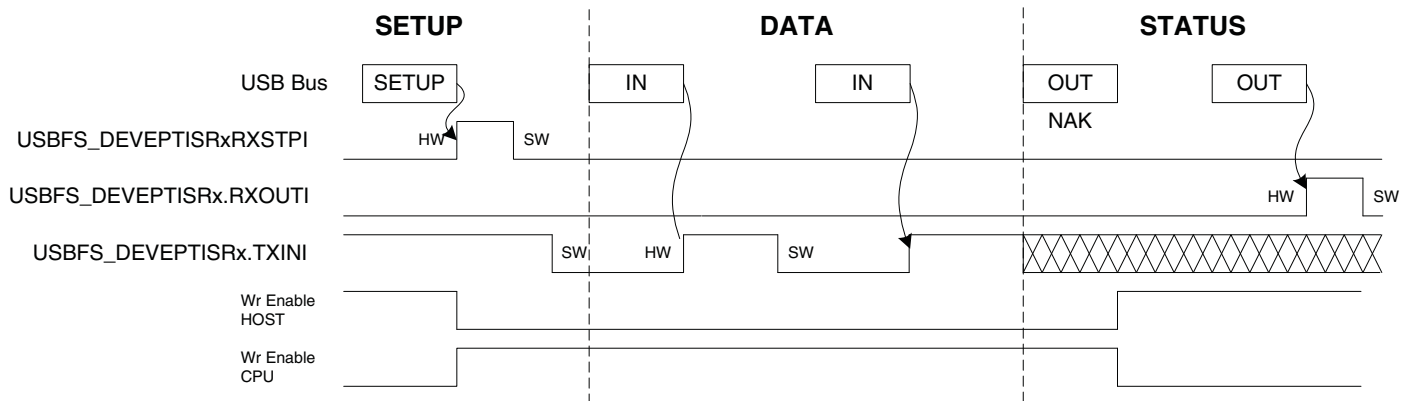 SETUP DATA STATUS
USB Bus SETUP IN IN OUT OUT
NAK
USBFS_DEVEPTISRxRXSTPI HW SW
USBFS_DEVEPTISRx.RXOUTI HW SW
USBFS_DEVEPTISRx.TXINI SW HW SW
Wr Enable
HOST
Wr Enable
CPU